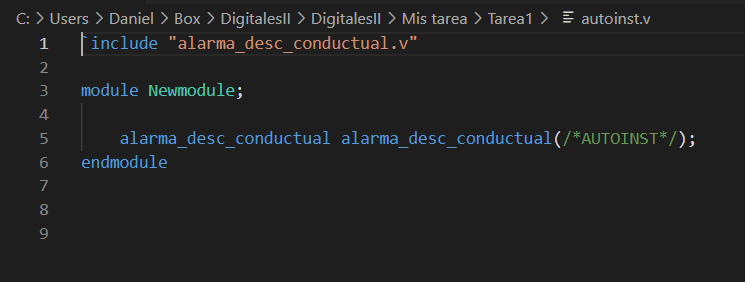 C: > Users > Daniel > Box > DigitalesII > DigitalesII > Mis tarea > Tarea1 > autoinst.v
1 `include "alarma_desc_conductual.v"
2
3 module Newmodule;
4
5 alarma_desc_conductual alarma_desc_conductual(/*AUTOINST*/);
6 endmodule
7
8
9